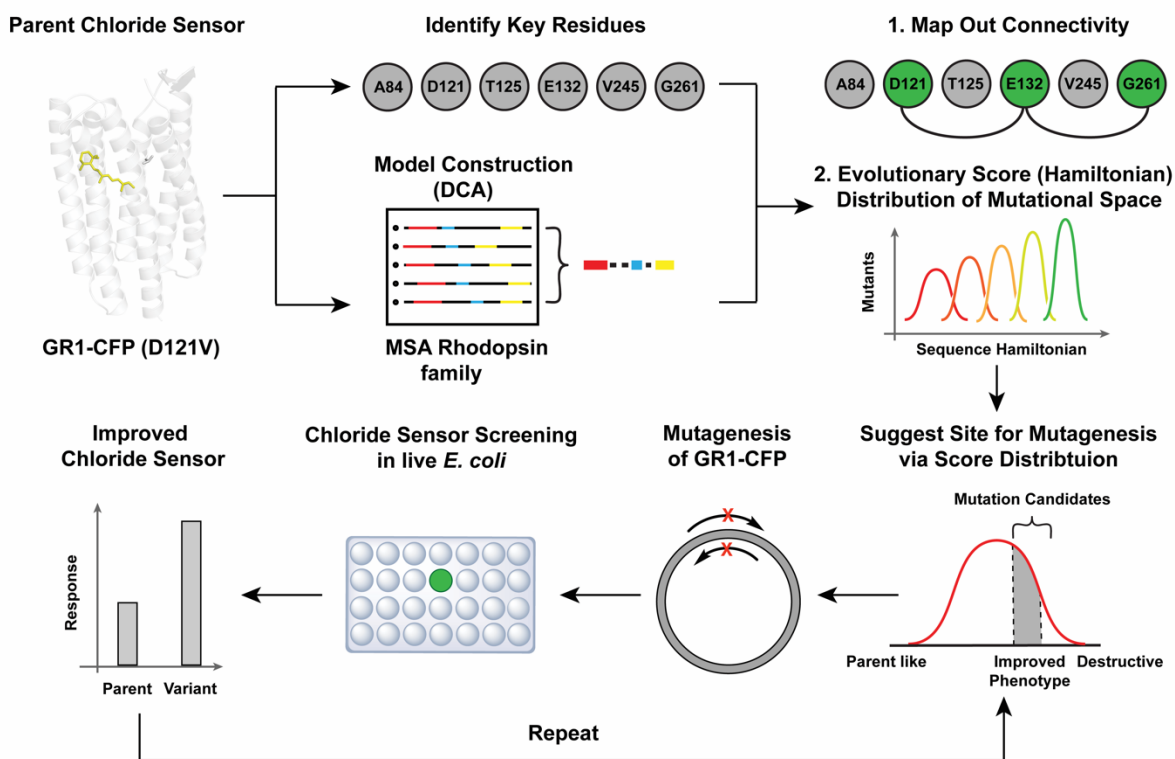 Parent Chloride Sensor
GR1-CFP (D121V)
Identify Key Residues
A84 D121 T125 E132 V245 G261
Model Construction
(DCA)
MSA Rhodopsin
family
1. Map Out Connectivity
A84 D121 T125 E132 V245 G261
2. Evolutionary Score (Hamiltonian)
Distribution of Mutational Space
Mutants
Sequence Hamiltonian
Suggest Site for Mutagenesis
via Score Distribtuion
Mutation Candidates
Parent like
Improved
Phenotype
Destructive
Mutagenesis
of GR1-CFP
X
X
Chloride Sensor Screening
in live E. coli
Improved
Chloride Sensor
Response
Parent Variant
Repeat